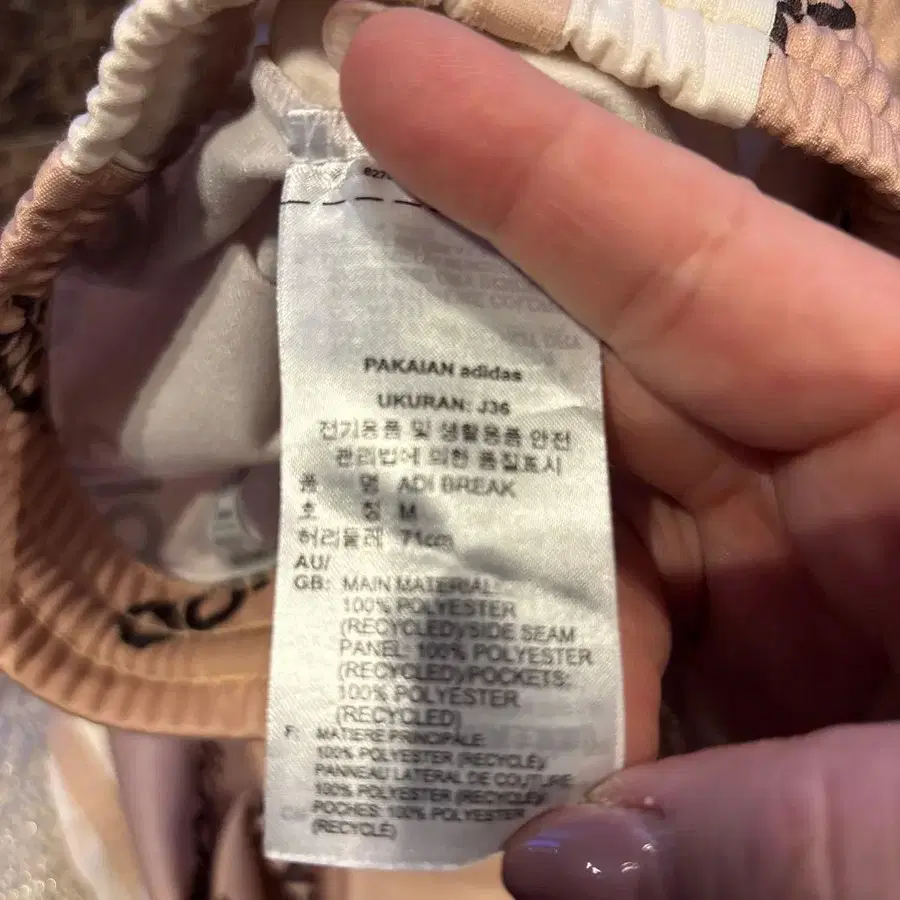 PAKAIAN adidas
UKURAN: J36
전기용품 및 생활용품 안전
관리법에 의한 품질표시
품 명 ADI BREAK
호 칭 M
허리둘레 71cm
AU/
GB: MAIN MATERIAL:
100% POLYESTER
(RECYCLED)/SIDE SEAM
PANEL: 100% POLYESTER
(RECYCLED)/POCKETS:
100% POLYESTER
(RECYCLED)
F: MATIERE PRINCIPALE:
100% POLYESTER (RECYCLÉ)/
PANNEAU LATERAL DE COUTURE:
100% POLYESTER (RECYCLÉ)/
POCHES: 100% POLYESTER
(RECYCLÉ)